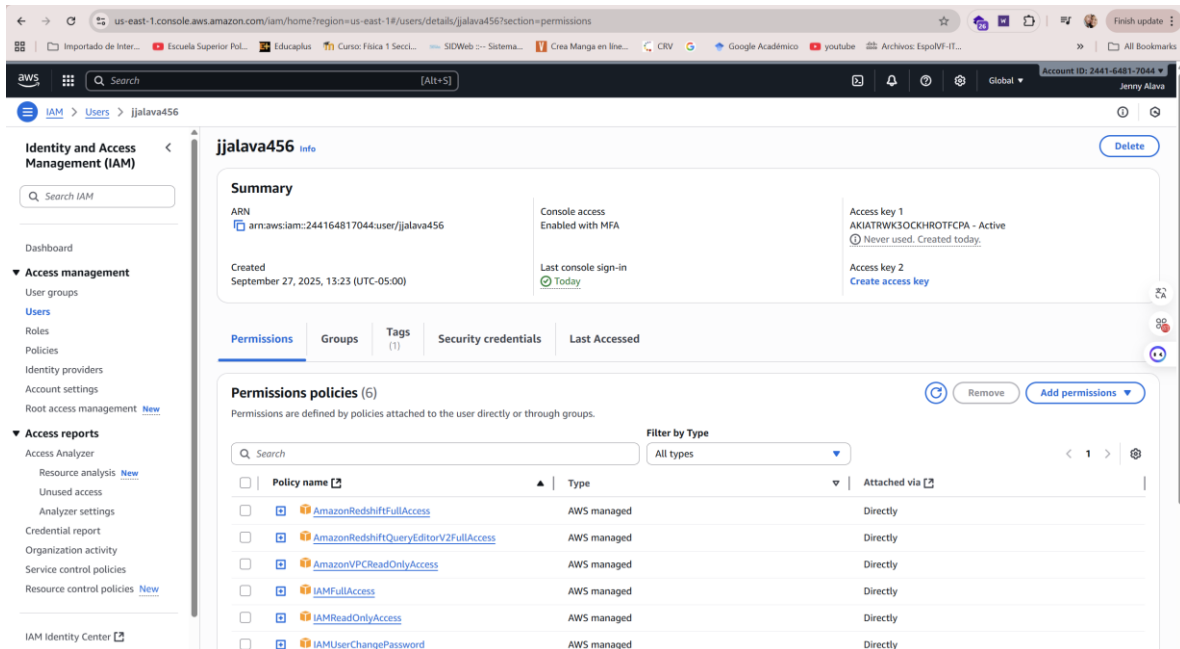 us-east-1.console.aws.amazon.com/iam/home?region=us-east-1#/users/details/jjalava456?section=permissions
Finish update
Importado de Inter...
Escuela Superior Pol...
Educaplus
Curso: Física 1 Secci...
SIDWeb ::-- Sistema...
Crea Manga en line...
CRV
Google Académico
youtube
Archivos: EspolVF-IT...
»
All Bookmarks
aws
Search
[Alt+S]
Global
Account ID: 2441-6481-7044
Jenny Alava
IAM > Users > jjalava456
Identity and Access Management (IAM)
Search IAM
Dashboard
Access management
User groups
Users
Roles
Policies
Identity providers
Account settings
Root access management New
Access reports
Access Analyzer
Resource analysis New
Unused access
Analyzer settings
Credential report
Organization activity
Service control policies
Resource control policies New
IAM Identity Center
jjalava456 Info
Delete
Summary
ARN
arn:aws:iam::244164817044:user/jjalava456
Console access
Enabled with MFA
Access key 1
AKIATRWK3OCKHROTFCPA - Active
Never used. Created today.
Created
September 27, 2025, 13:23 (UTC-05:00)
Last console sign-in
Today
Access key 2
Create access key
Permissions
Groups
Tags
(1)
Security credentials
Last Accessed
Permissions policies (6)
Remove
Add permissions
Permissions are defined by policies attached to the user directly or through groups.
Filter by Type
Search
All types
1
Policy name
Type
Attached via
AmazonRedshiftFullAccess AWS managed Directly
AmazonRedshiftQueryEditorV2FullAccess AWS managed Directly
AmazonVPCReadOnlyAccess AWS managed Directly
IAMFullAccess AWS managed Directly
IAMReadOnlyAccess AWS managed Directly
IAMUserChangePassword AWS managed Directly